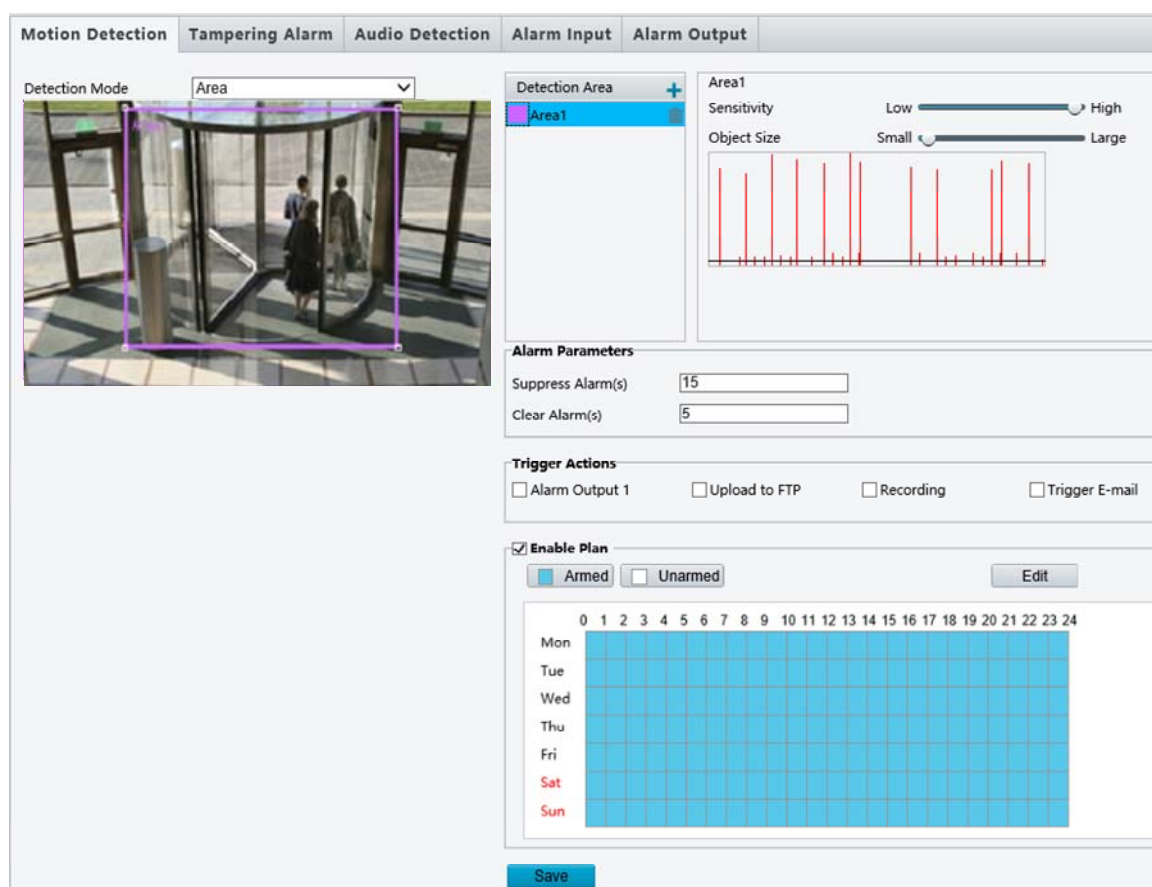 Motion Detection Tampering Alarm Audio Detection Alarm Input Alarm Output
Detection Mode Area
Detection Area
Area1
Area1
Sensitivity Low High
Object Size Small Large
Alarm Parameters
Suppress Alarm(s) 15
Clear Alarm(s) 5
Trigger Actions
Alarm Output 1 Upload to FTP Recording Trigger E-mail
Enable Plan
Armed Unarmed Edit
0 1 2 3 4 5 6 7 8 9 10 11 12 13 14 15 16 17 18 19 20 21 22 23 24
Mon
Tue
Wed
Thu
Fri
Sat
Sun
Save